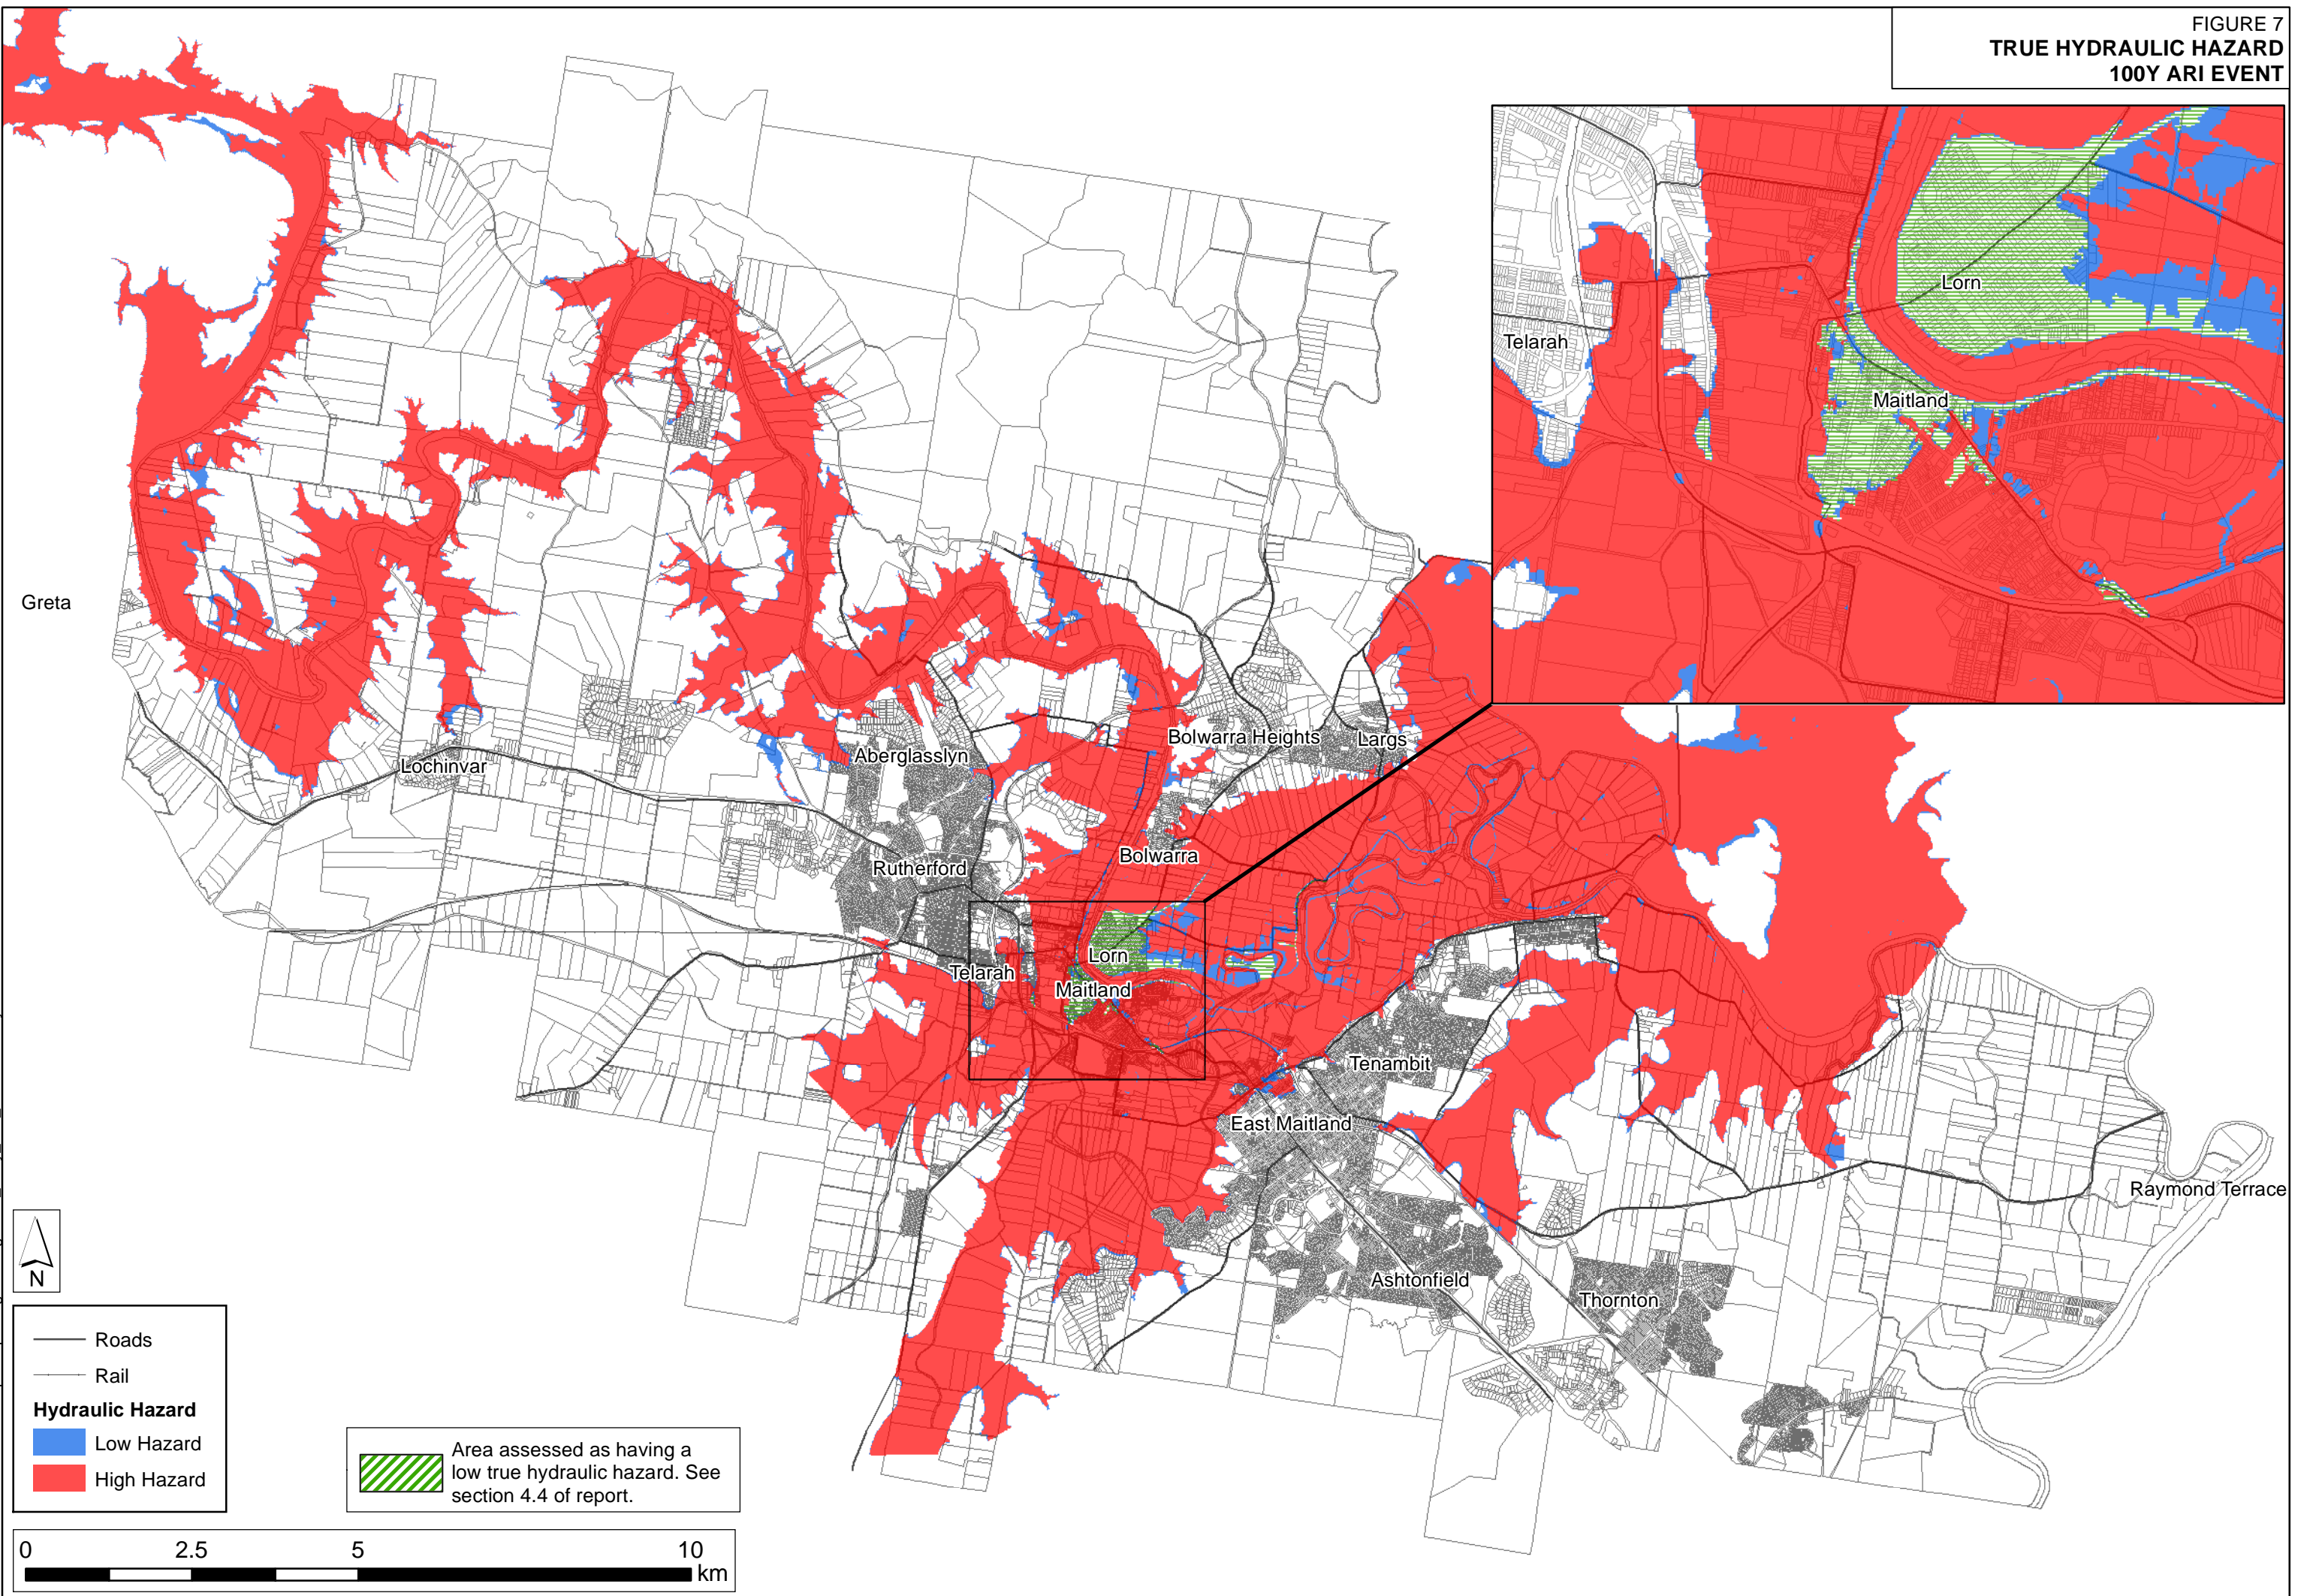 FIGURE 7
TRUE HYDRAULIC HAZARD
100Y ARI EVENT
Lorn
Telarah
Maitland
Greta
Bolwarra Heights
Largs
Aberglasslyn
Lochinvar
Bolwarra
Rutherford
Lorn
Telarah
Maitland
Tenambit
East Maitland
Raymond Terrace
Ashtonfield
Thornton
N
Roads
Rail
Hydraulic Hazard
Low Hazard
High Hazard
Area assessed as having a
low true hydraulic hazard. See
section 4.4 of report.
0 2.5 5 10
km